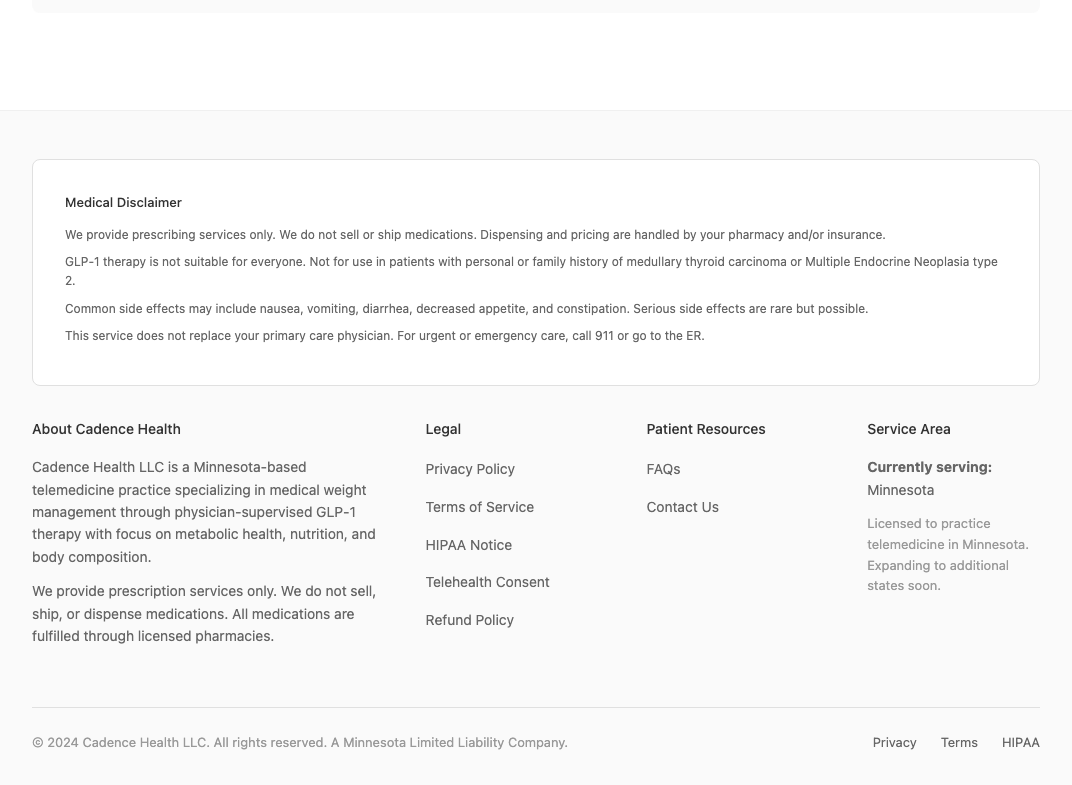 Medical Disclaimer
We provide prescribing services only. We do not sell or ship medications. Dispensing and pricing are handled by your pharmacy and/or insurance.
GLP-1 therapy is not suitable for everyone. Not for use in patients with personal or family history of medullary thyroid carcinoma or Multiple Endocrine Neoplasia type
2.
Common side effects may include nausea, vomiting, diarrhea, decreased appetite, and constipation. Serious side effects are rare but possible.
This service does not replace your primary care physician. For urgent or emergency care, call 911 or go to the ER.
About Cadence Health
Cadence Health LLC is a Minnesota-based
telemedicine practice specializing in medical weight
management through physician-supervised GLP-1
therapy with focus on metabolic health, nutrition, and
body composition.
We provide prescription services only. We do not sell,
ship, or dispense medications. All medications are
fulfilled through licensed pharmacies.
Legal
Privacy Policy
Terms of Service
HIPAA Notice
Telehealth Consent
Refund Policy
Patient Resources
FAQs
Contact Us
Service Area
Currently serving:
Minnesota
Licensed to practice
telemedicine in Minnesota.
Expanding to additional
states soon.
© 2024 Cadence Health LLC. All rights reserved. A Minnesota Limited Liability Company.
Privacy
Terms
HIPAA